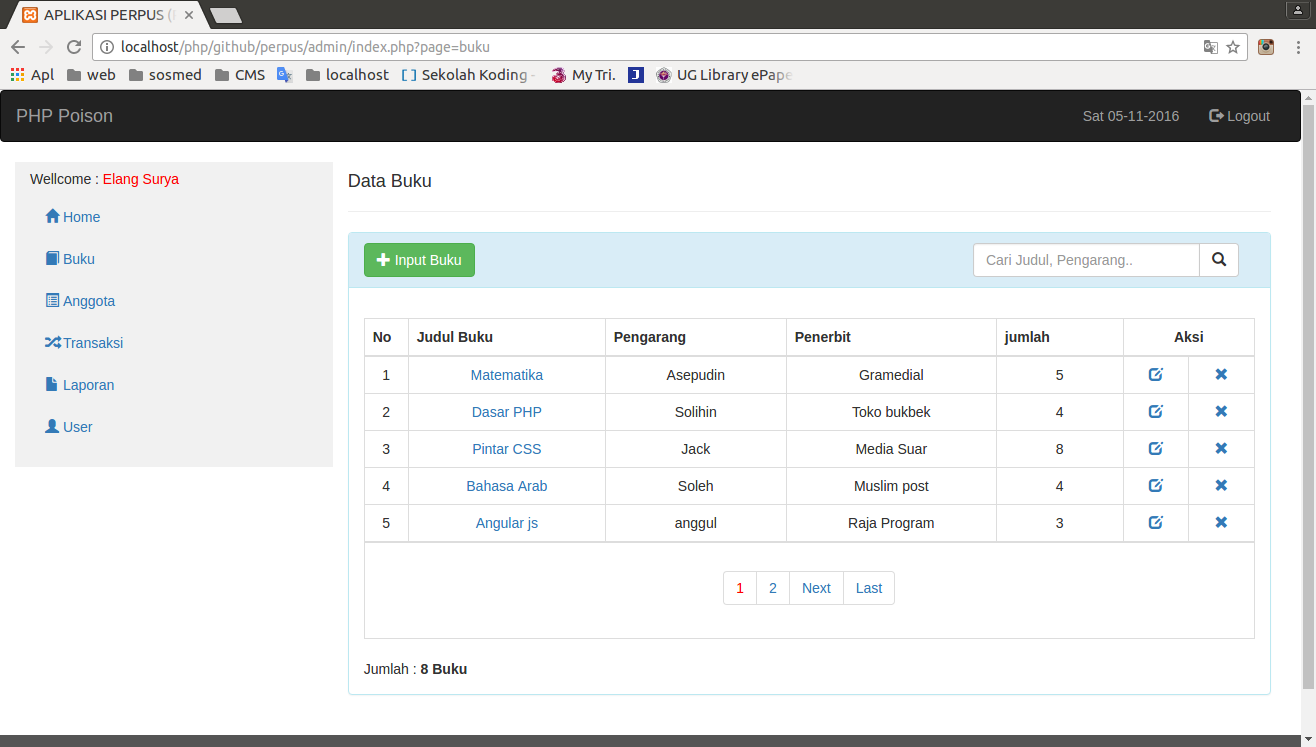 APLIKASI PERPUS (
localhost/php/github/perpus/admin/index.php?page=buku
Apl web sosmed CMS localhost Sekolah Koding - My Tri. J UG Library ePape
PHP Poison Sat 05-11-2016 Logout
Wellcome : Elang Surya
Home
Buku
Anggota
Transaksi
Laporan
User
Data Buku
Input Buku Cari Judul, Pengarang..
No Judul Buku Pengarang Penerbit jumlah Aksi
1 Matematika Asepudin Gramedial 5
2 Dasar PHP Solihin Toko bukbek 4
3 Pintar CSS Jack Media Suar 8
4 Bahasa Arab Soleh Muslim post 4
5 Angular js anggul Raja Program 3
1 2 Next Last
Jumlah : 8 Buku